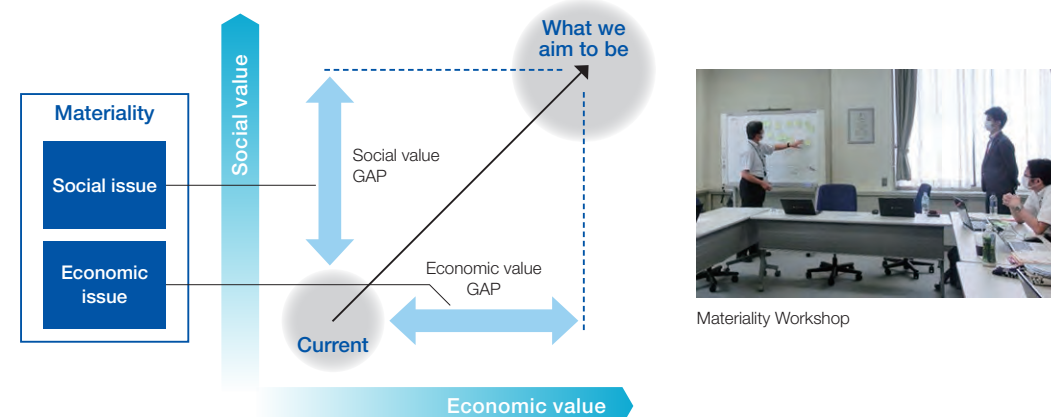 Materiality
Social issue
Economic
issue
Social value
What we
aim to be
Social value
GAP
Economic value
GAP
Current
Economic value
Materiality Workshop